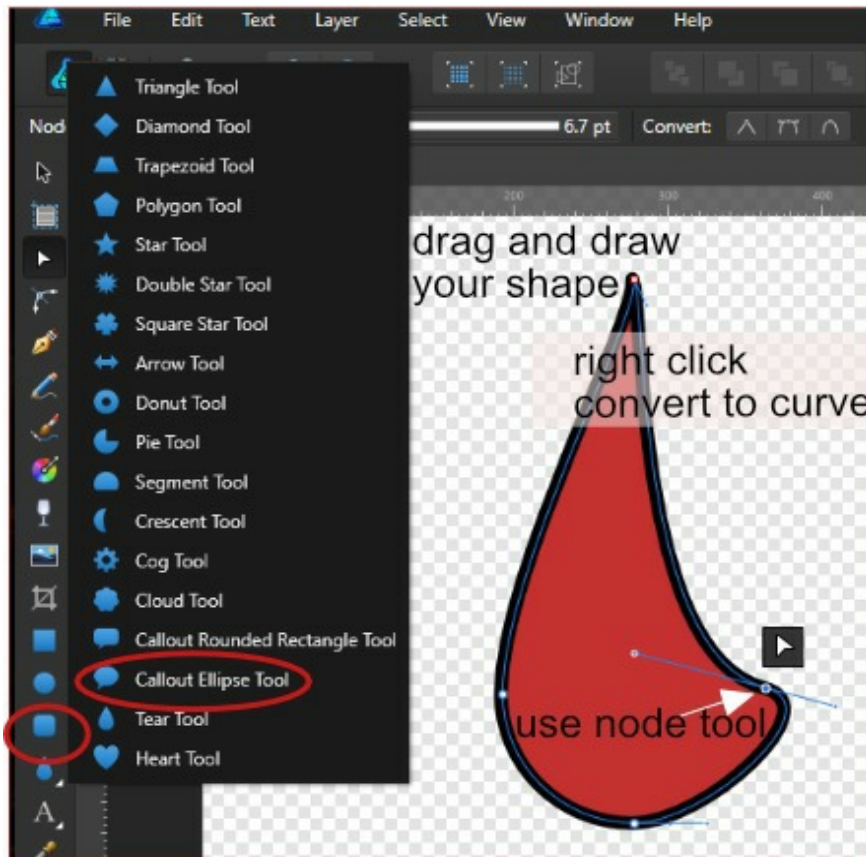 File Edit Text Layer Select View Window Help
Node
6.7 pt Convert:
Triangle Tool
Diamond Tool
Trapezoid Tool
Polygon Tool
Star Tool
Double Star Tool
Square Star Tool
Arrow Tool
Donut Tool
Pie Tool
Segment Tool
Crescent Tool
Cog Tool
Cloud Tool
Callout Rounded Rectangle Tool
Callout Ellipse Tool
Tear Tool
Heart Tool
200 300 400
drag and draw
your shape
right click
convert to curve
use node tool